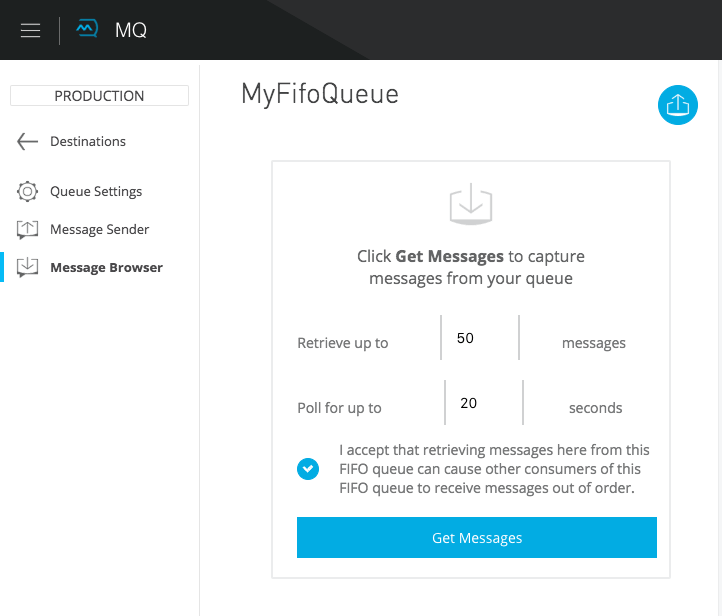 MQ
PRODUCTION
Destinations
Queue Settings
Message Sender
Message Browser
MyFifoQueue
Click Get Messages to capture
messages from your queue
Retrieve up to 50 messages
Poll for up to 20 seconds
I accept that retrieving messages here from this
FIFO queue can cause other consumers of this
FIFO queue to receive messages out of order.
Get Messages